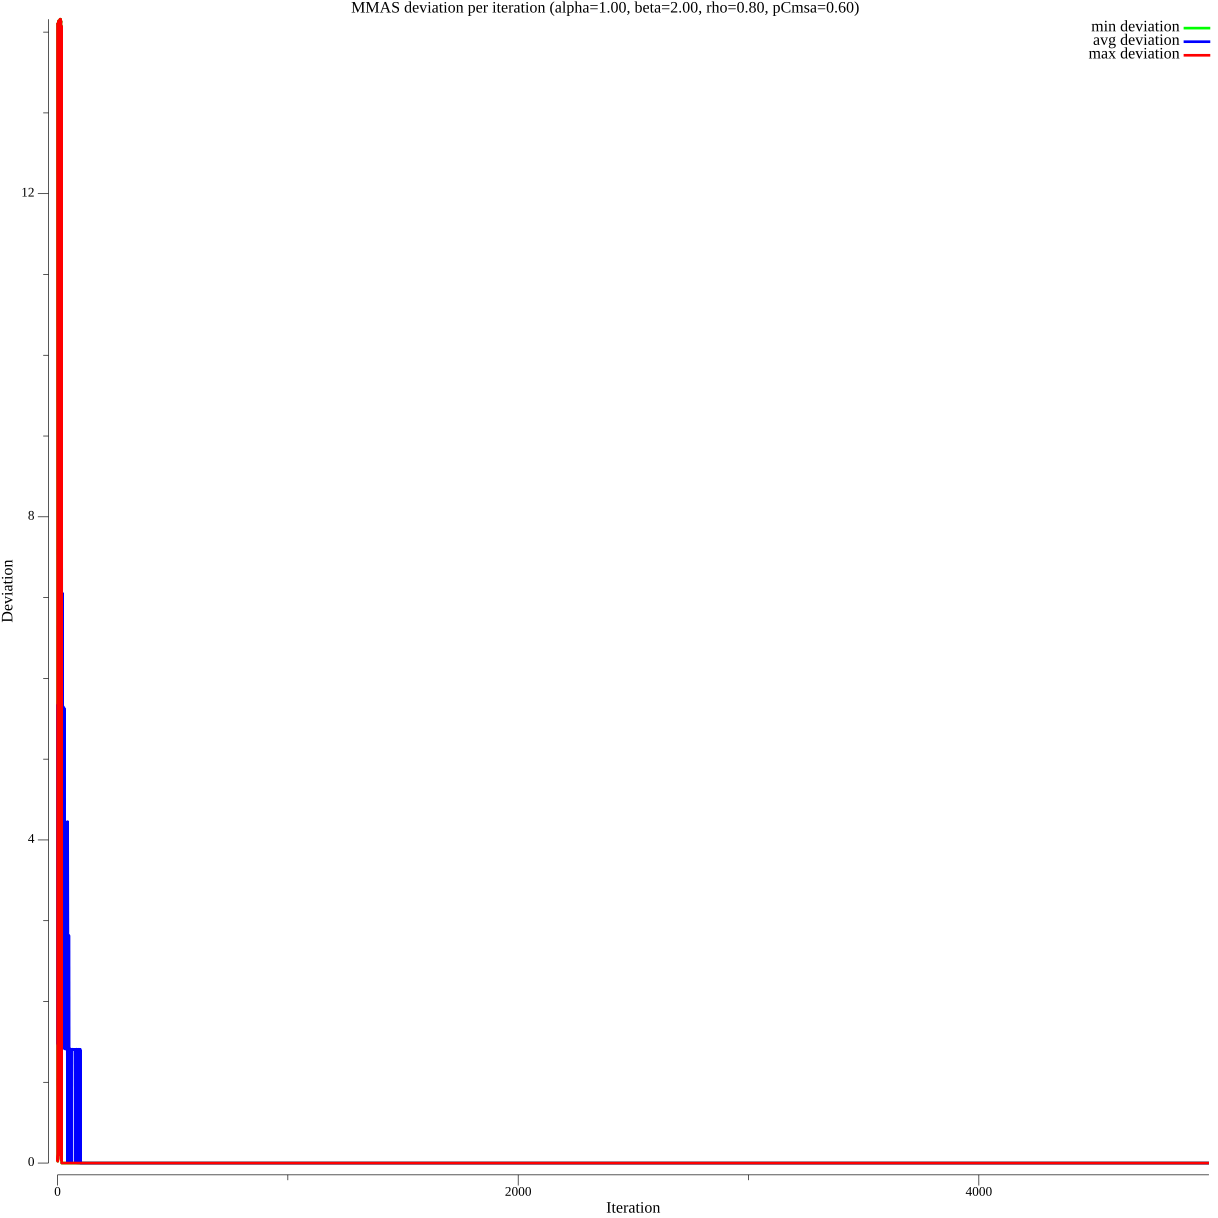 MMAS deviation per iteration (alpha=1.00, beta=2.00, rho=0.80, pCmsa=0.60)
min deviation
avg deviation
max deviation
12
8
4
0
Deviation
0 2000 4000
Iteration